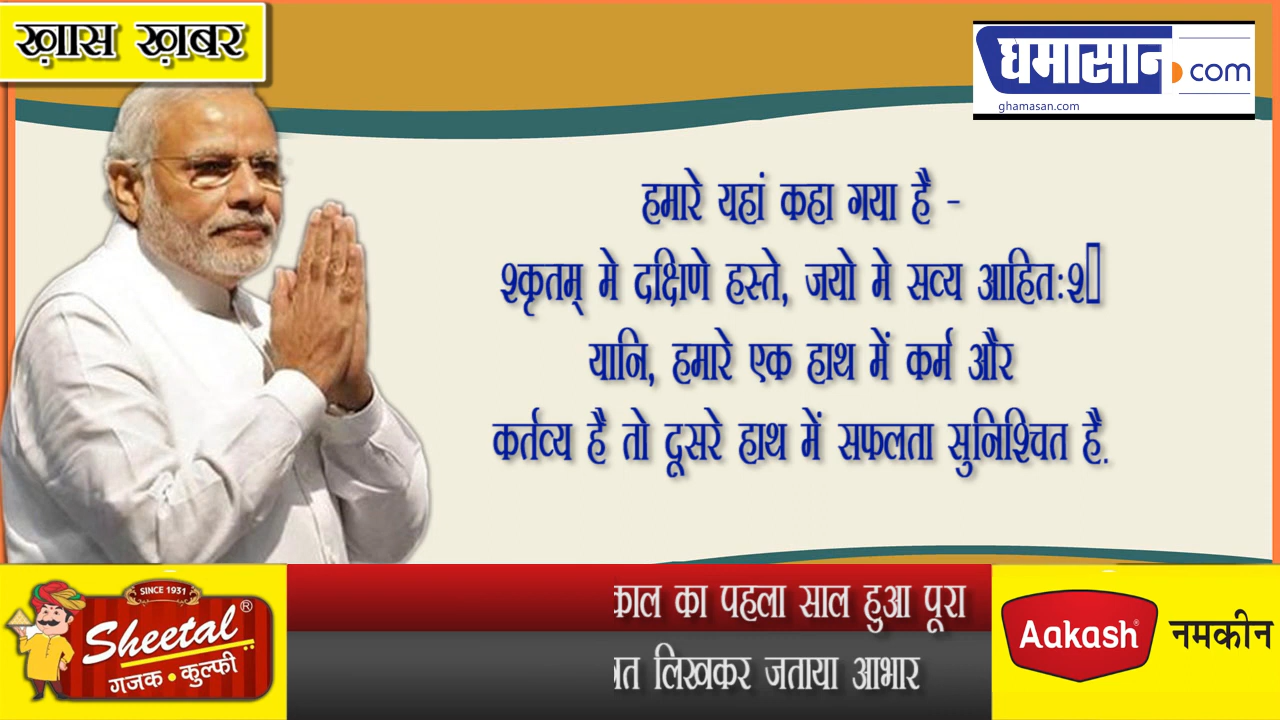 ख़ास ख़बर
घमासान.com
ghamasan.com
हमारे यहां कहा गया है -
श्कृतम् मे दक्षिणे हस्ते, जयो मे सव्य आहितःश
यानि, हमारे एक हाथ में कर्म और
कर्तव्य है तो दूसरे हाथ में सफलता सुनिश्चित है.
SINCE 1931
Sheetal ®
गजक • कुल्फी
काल का पहला साल हुआ पूरा
लिखकर जताया आभार
Aakash®
नमकीन